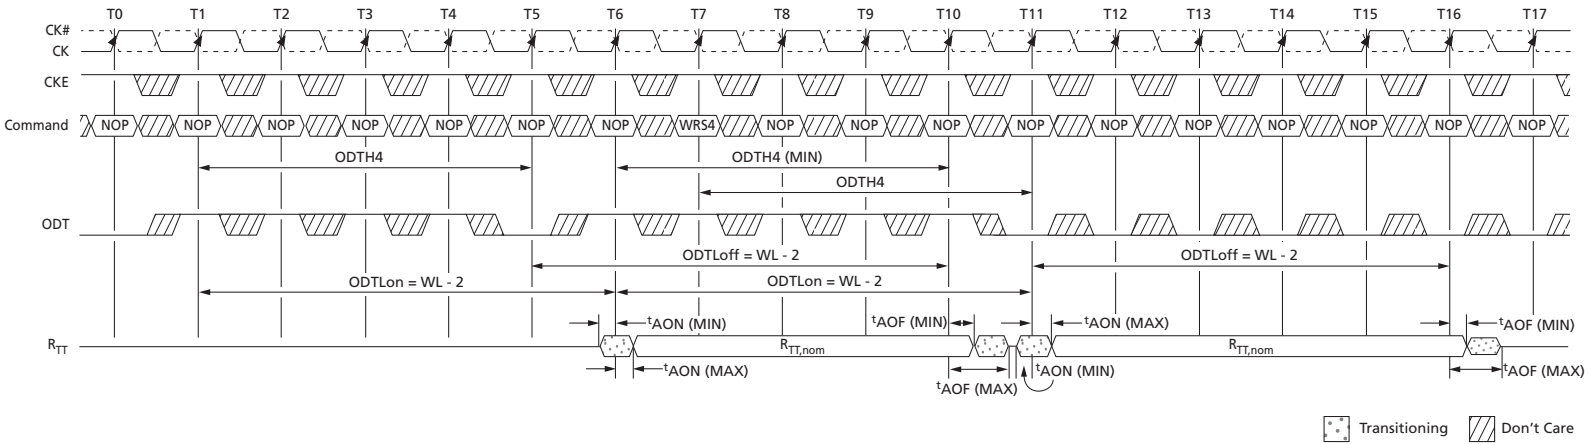 T0 T1 T2 T3 T4 T5 T6 T7 T8 T9 T10 T11 T12 T13 T14 T15 T16 T17
CK#
CK
CKE
Command NOP NOP NOP NOP NOP NOP NOP WRS4 NOP NOP NOP NOP NOP NOP NOP NOP NOP NOP
ODTH4 ODTH4 (MIN)
ODTH4
ODT
ODTLoff = WL - 2 ODTLoff = WL - 2
ODTLon = WL - 2 ODTLon = WL - 2
tAON (MIN) tAOF (MIN) tAON (MAX) tAOF (MIN)
RTT RTT,nom RTT,nom
tAON (MAX) tAON (MIN) tAOF (MAX)
tAOF (MAX)
Transitioning Don't Care